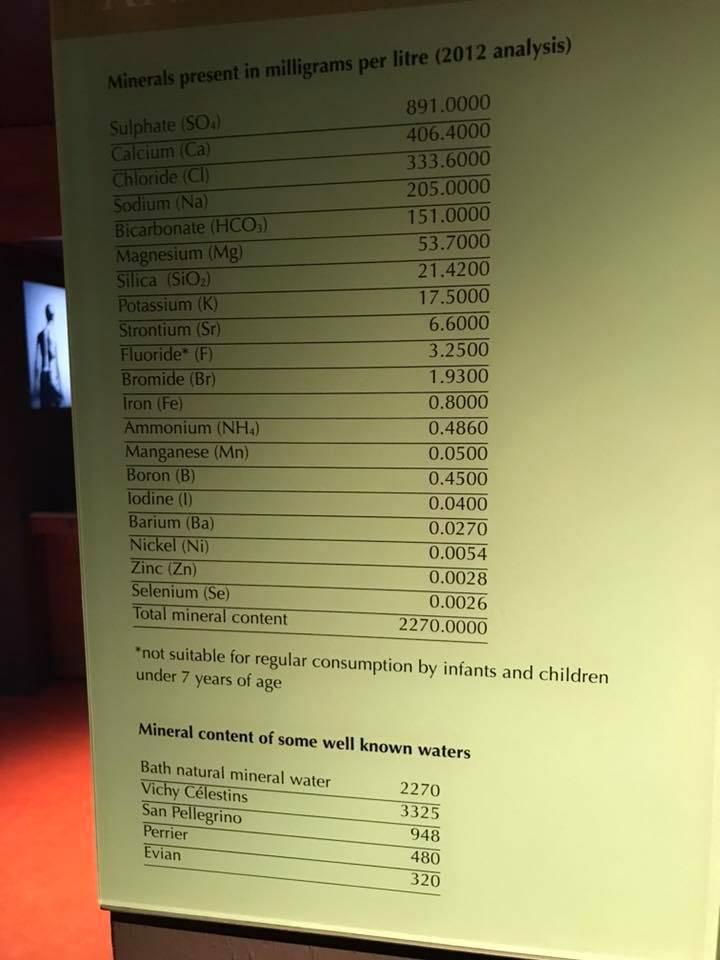 Minerals present in milligrams per litre (2012 analysis)
Sulphate (SO₄) 891.0000
Calcium (Ca) 406.4000
Chloride (Cl) 333.6000
Sodium (Na) 205.0000
Bicarbonate (HCO₃) 151.0000
Magnesium (Mg) 53.7000
Silica (SiO₂) 21.4200
Potassium (K) 17.5000
Strontium (Sr) 6.6000
Fluoride* (F) 3.2500
Bromide (Br) 1.9300
Iron (Fe) 0.8000
Ammonium (NH₄) 0.4860
Manganese (Mn) 0.0500
Boron (B) 0.4500
Iodine (I) 0.0400
Barium (Ba) 0.0270
Nickel (Ni) 0.0054
Zinc (Zn) 0.0028
Selenium (Se) 0.0026
Total mineral content 2270.0000
*not suitable for regular consumption by infants and children
under 7 years of age
Mineral content of some well known waters
Bath natural mineral water 2270
Vichy Célestins 3325
San Pellegrino 948
Perrier 480
Evian 320